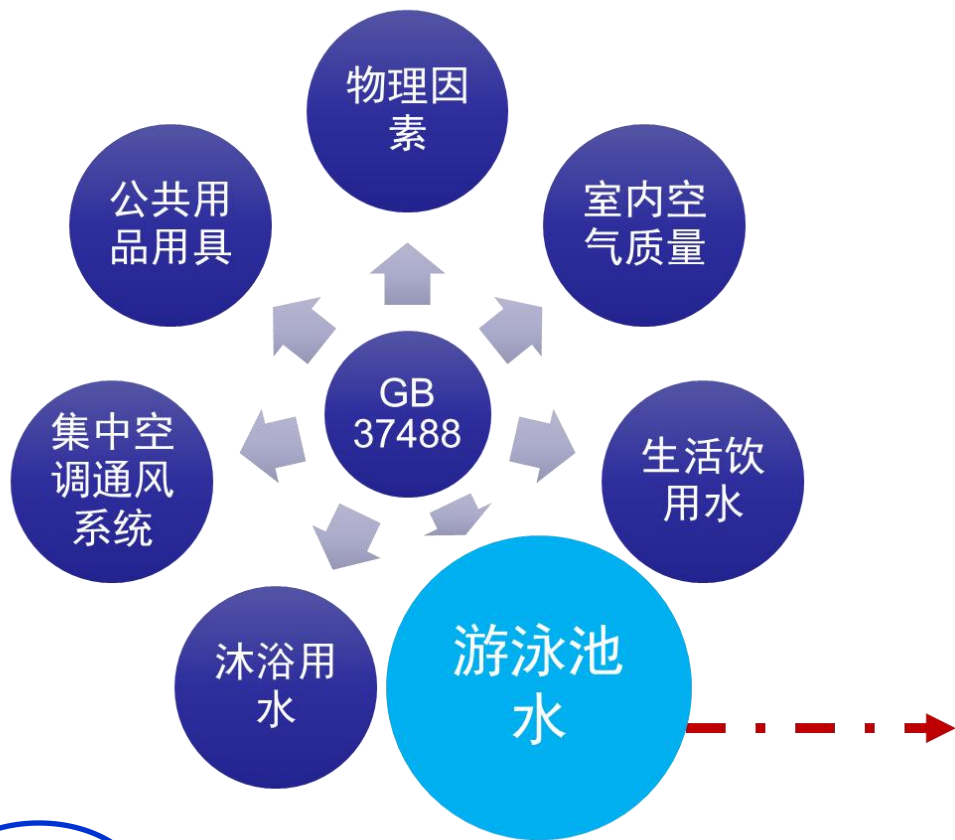 物理因
素
公共用
品用具
室内空
气质量
GB
37488
集中空
调通风
系统
生活饮
用水
沐浴用
水
游泳池
水